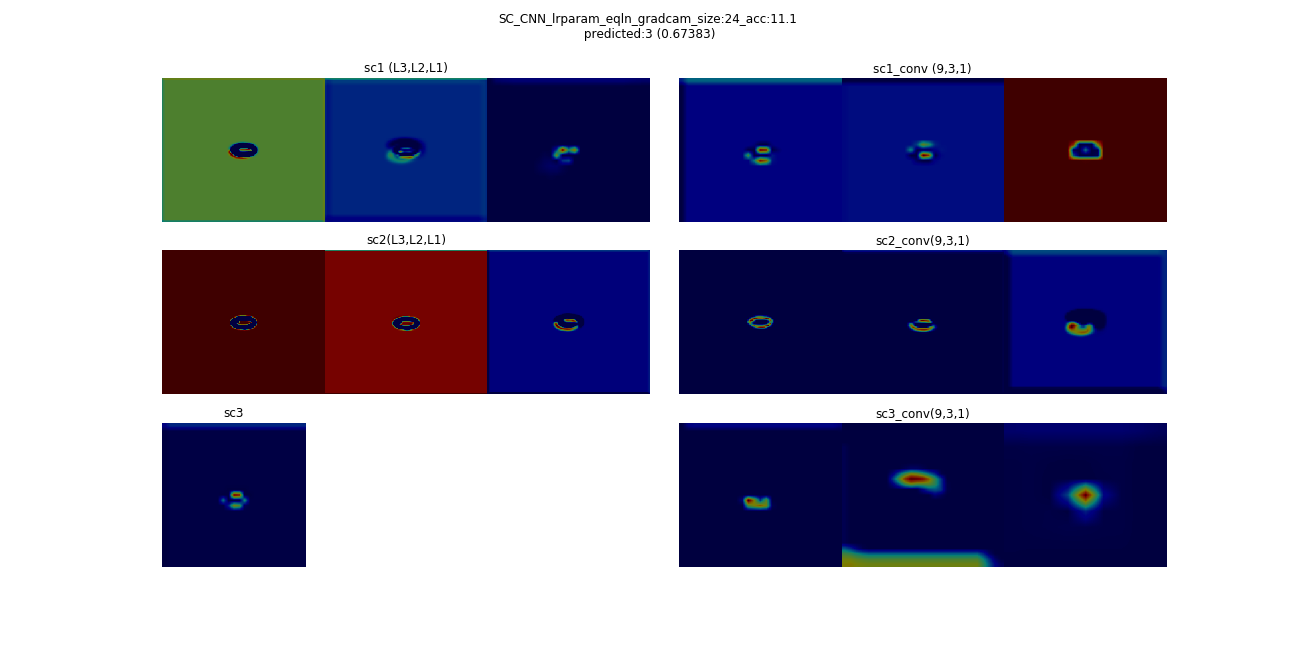 SC_CNN_lrparam_eqln_gradcam_size:24_acc:11.1
predicted:3 (0.67383)
sc1 (L3,L2,L1)
sc1_conv (9,3,1)
sc2(L3,L2,L1)
sc2_conv(9,3,1)
sc3
sc3_conv(9,3,1)